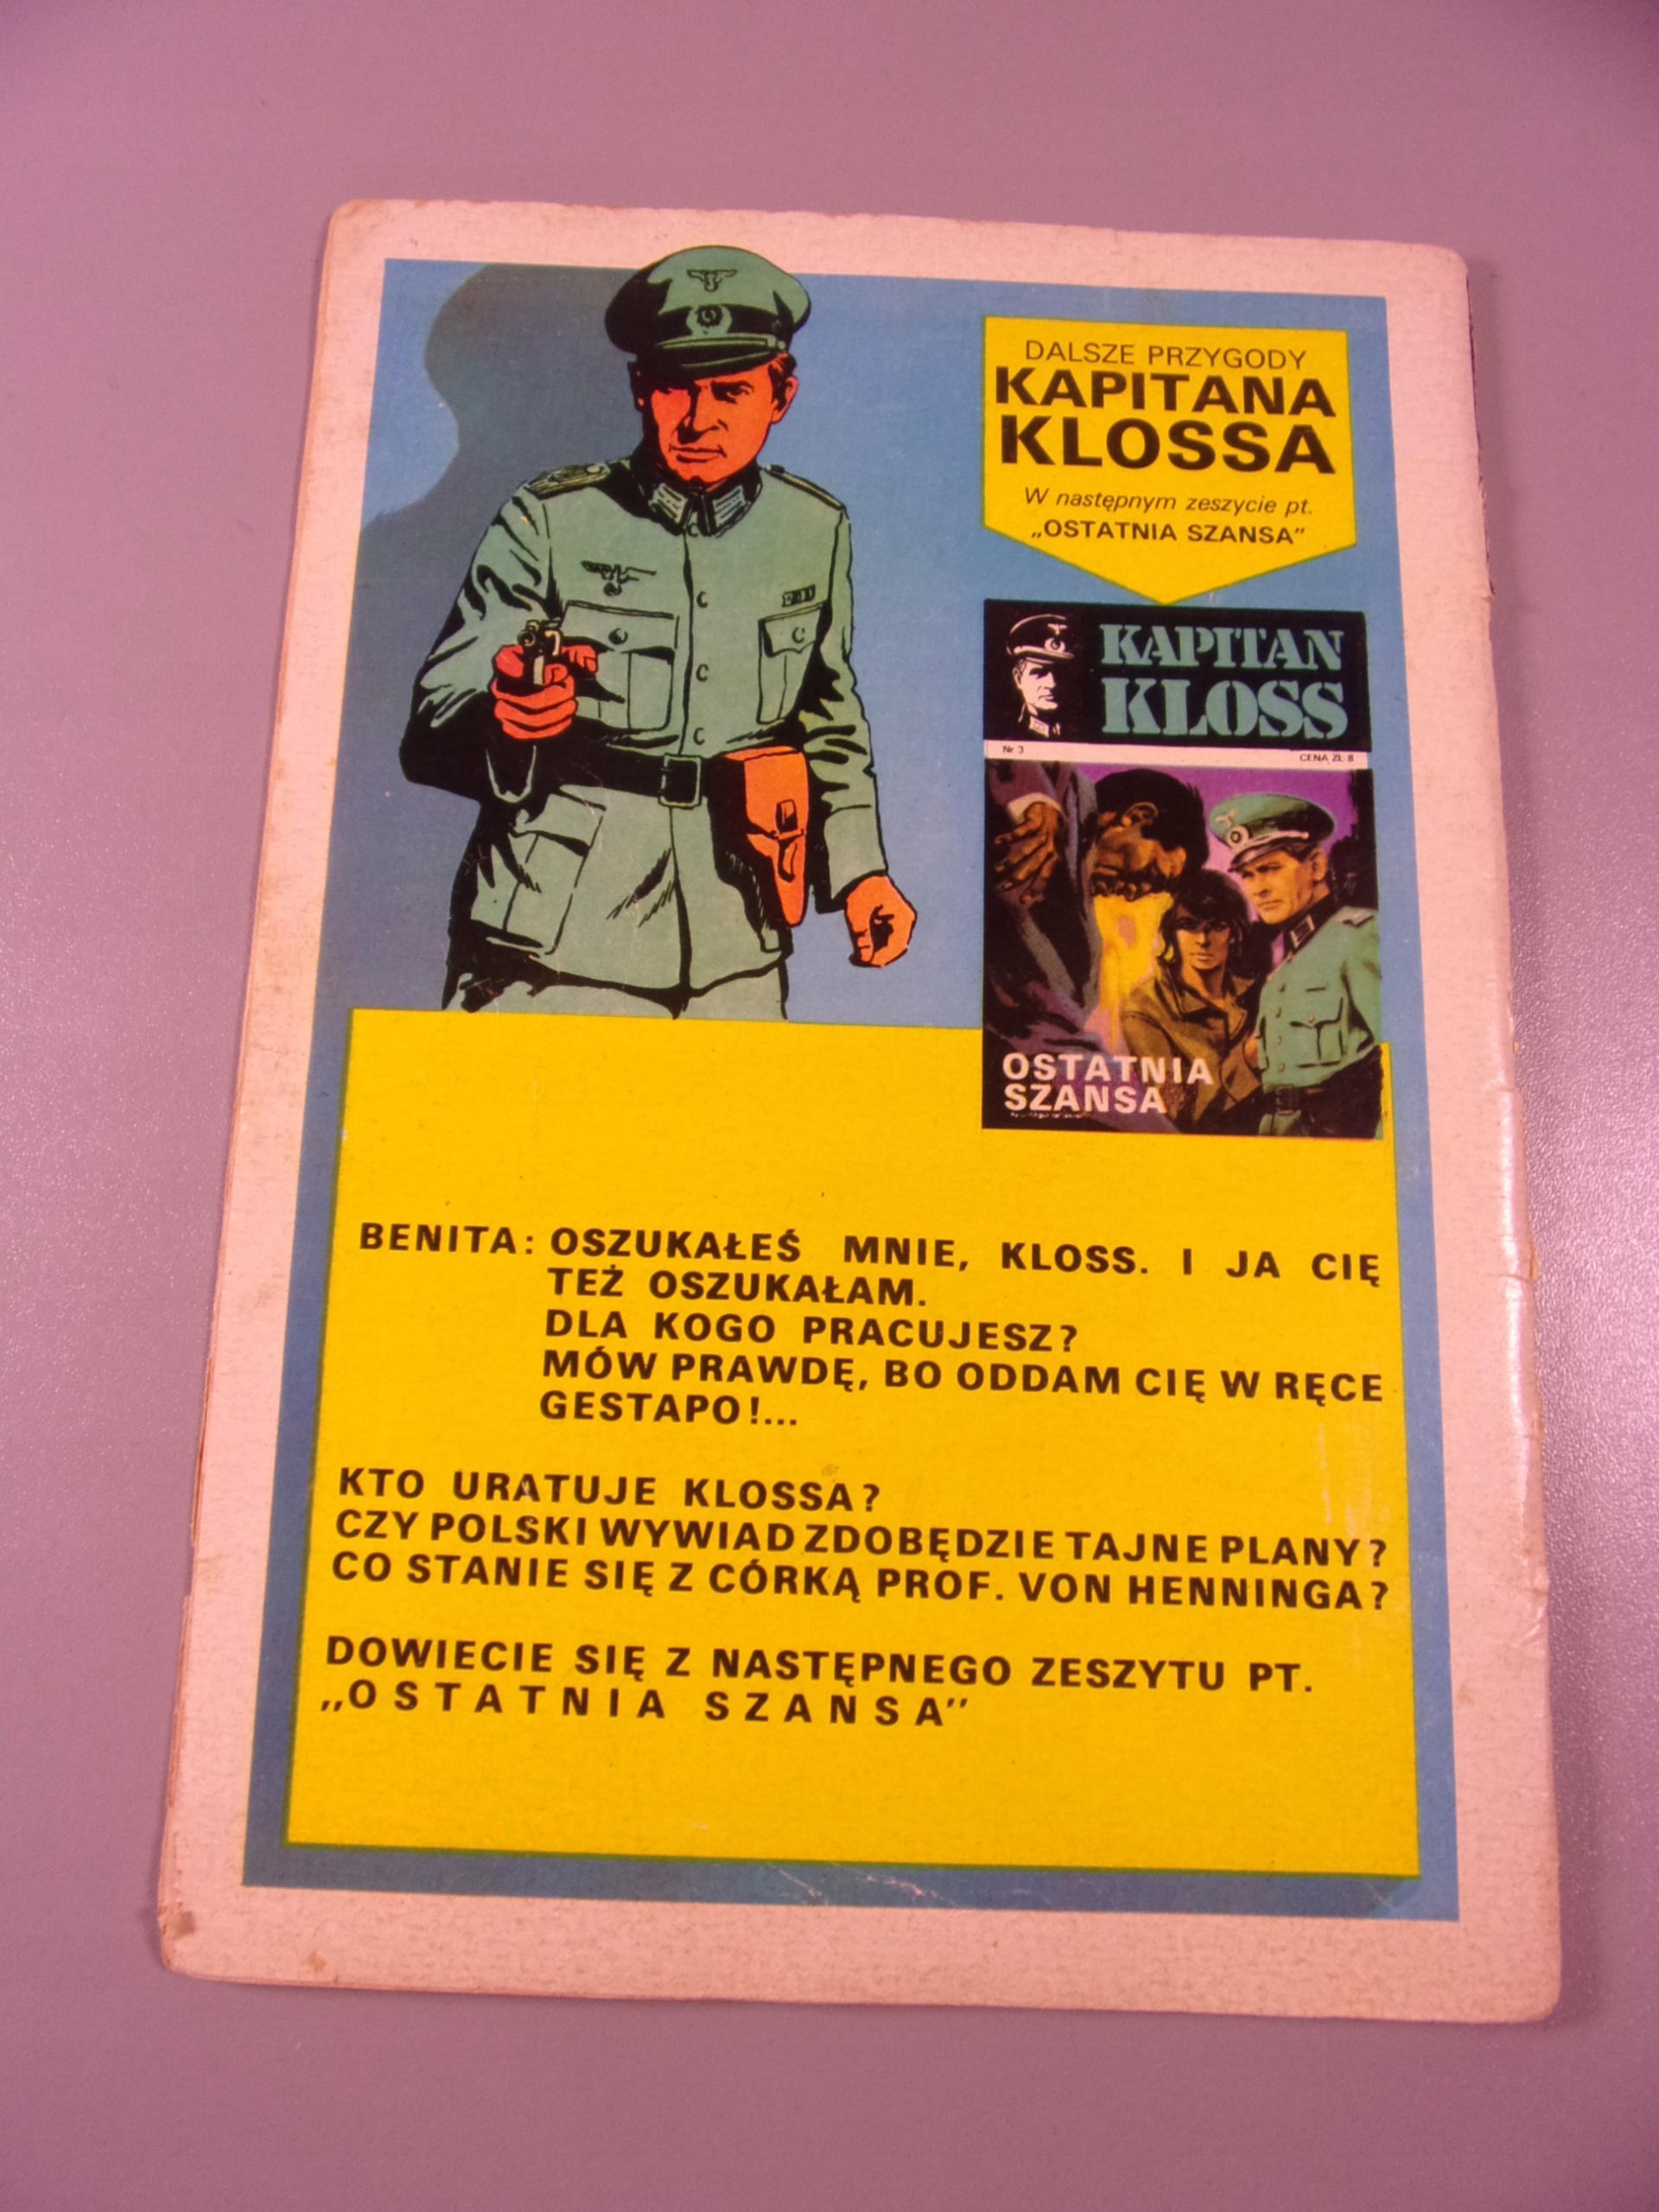 DALSZE PRZYGODY
KAPITANA
KLOSSA
W następnym zeszycie pt.
„OSTATNIA SZANSA”
KAPITAN
KLOSS
Nr 3
CENA ZŁ 8
OSTATNIA
SZANSA
BENITA: OSZUKAŁEŚ MNIE, KLOSS. I JA CIĘ
TEŻ OSZUKAŁAM.
DLA KOGO PRACUJESZ?
MÓW PRAWDĘ, BO ODDAM CIĘ W RĘCE
GESTAPO!...
KTO URATUJE KLOSSA?
CZY POLSKI WYWIAD ZDOBĘDZIE TAJNE PLANY?
CO STANIE SIĘ Z CÓRKĄ PROF. VON HENNINGA?
DOWIECIE SIĘ Z NASTĘPNEGO ZESZYTU PT.
„OSTATNIA SZANSA”